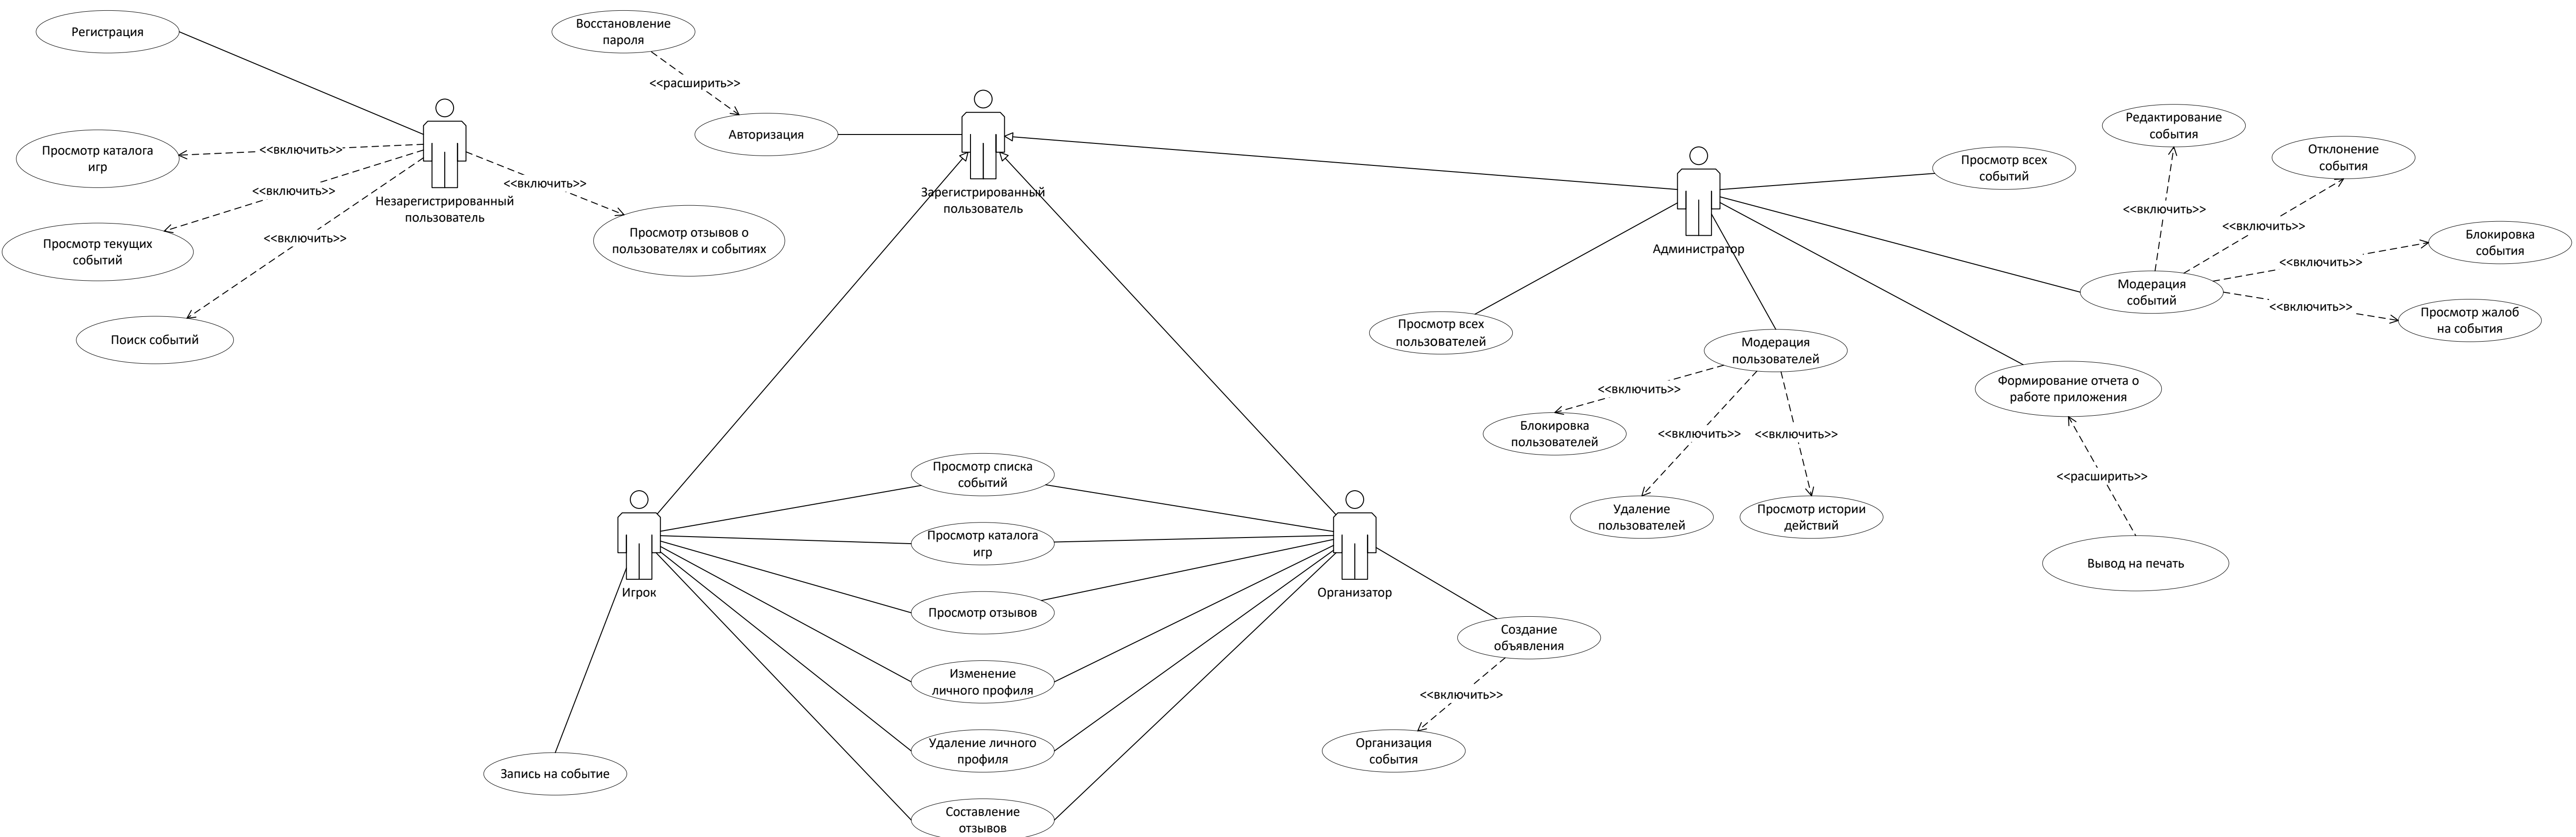 Регистрация
Восстановление
пароля
<<расширить>>
Авторизация
Просмотр каталога
игр
<<включить>>
<<включить>>
<<включить>>
<<включить>>
Незарегистрированный
пользователь
Зарегистрированный
пользователь
Просмотр текущих
событий
Просмотр отзывов о
пользователях и событиях
Поиск событий
Администратор
Просмотр всех
событий
Редактирование
события
Отклонение
события
<<включить>>
<<включить>>
Блокировка
события
<<включить>>
Модерация
событий
<<включить>>
Просмотр жалоб
на события
Просмотр всех
пользователей
Модерация
пользователей
<<включить>>
Формирование отчета о
работе приложения
Блокировка
пользователей
<<включить>>
<<включить>>
<<расширить>>
Удаление
пользователей
Просмотр истории
действий
Вывод на печать
Просмотр списка
событий
Просмотр каталога
игр
Игрок
Организатор
Просмотр отзывов
Создание
объявления
Изменение
личного профиля
<<включить>>
Удаление личного
профиля
Организация
события
Запись на событие
Составление
отзывов